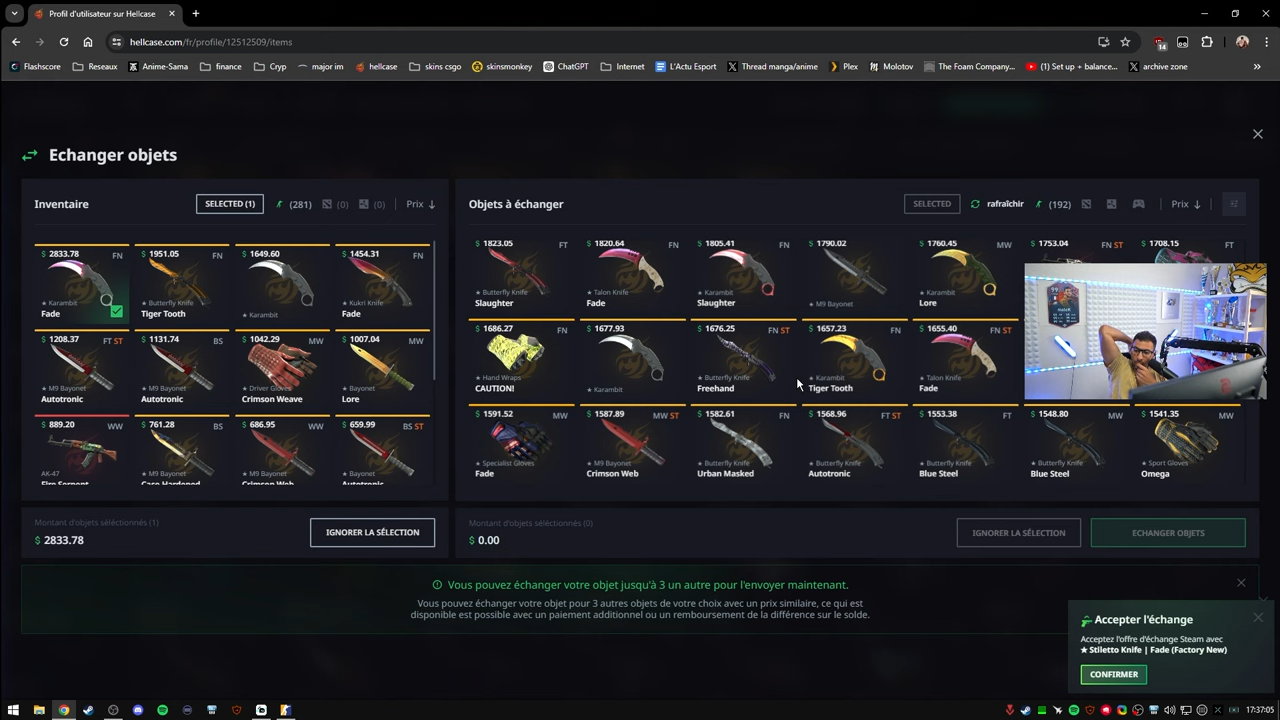 Profil d'utilisateur sur Hellcase
hellcase.com/fr/profile/12512509/items
14
Flashscore
Reseaux
Anime-Sama
finance
Cryp
major im
hellcase
skins csgo
skinsmonkey
ChatGPT
Internet
L'Actu Esport
Thread manga/anime
Plex
Molotov
The Foam Company...
(1) Set up + balance...
archive zone
Echanger objets
Inventaire
SELECTED (1)
(281)
(0)
(0)
Prix
$ 2833.78 FN
★ Karambit
Fade
$ 1951.05 FN
★ Butterfly Knife
Tiger Tooth
$ 1649.60
★ Karambit
$ 1454.31 FN
★ Kukri Knife
Fade
$ 1208.37 FT ST
★ M9 Bayonet
Autotronic
$ 1131.74 BS
★ M9 Bayonet
Autotronic
$ 1042.29 MW
★ Driver Gloves
Crimson Weave
$ 1007.04 MW
★ Bayonet
Lore
$ 889.20 WW
AK-47
Fire Serpent
$ 761.28 BS
★ M9 Bayonet
Case Hardened
$ 686.95 WW
★ M9 Bayonet
Crimson Web
$ 659.99 BS ST
★ M9 Bayonet
Autotronic
Montant d'objets sélectionnés (1)
$ 2833.78
IGNORER LA SÉLECTION
Objets à échanger
SELECTED
rafraîchir
(192)
Prix
$ 1823.05 FT
★ Butterfly Knife
Slaughter
$ 1820.64 FN
★ Talon Knife
Fade
$ 1805.41 FN
★ Karambit
Slaughter
$ 1790.02
★ M9 Bayonet
$ 1760.45 MW
★ Karambit
Lore
$ 1753.04 FN ST
$ 1708.15 FT
$ 1686.27 FN
★ Hand Wraps
CAUTION!
$ 1677.93
★ Karambit
$ 1676.25 FN ST
★ Butterfly Knife
Freehand
$ 1657.23 FN
★ Karambit
Tiger Tooth
$ 1655.40 FN ST
★ Talon Knife
Fade
$ 1591.52 MW
★ Specialist Gloves
Fade
$ 1587.89 MW ST
★ M9 Bayonet
Crimson Web
$ 1582.61 FN
★ Butterfly Knife
Urban Masked
$ 1568.96 FT ST
★ Butterfly Knife
Autotronic
$ 1553.38 FT
★ Butterfly Knife
Blue Steel
$ 1548.80 MW
★ Butterfly Knife
Blue Steel
$ 1541.35 MW
★ Sport Gloves
Omega
Montant d'objets sélectionnés (0)
$ 0.00
IGNORER LA SÉLECTION
ECHANGER OBJETS
Vous pouvez échanger votre objet jusqu'à 3 un autre pour l'envoyer maintenant.
Vous pouvez échanger votre objet pour 3 autres objets de votre choix avec un prix similaire, ce qui est
disponible est possible avec un paiement additionnel ou un remboursement de la différence sur le solde.
Accepter l'échange
Acceptez l'offre d'échange Steam avec
★ Stiletto Knife | Fade (Factory New)
CONFIRMER
17:37:05